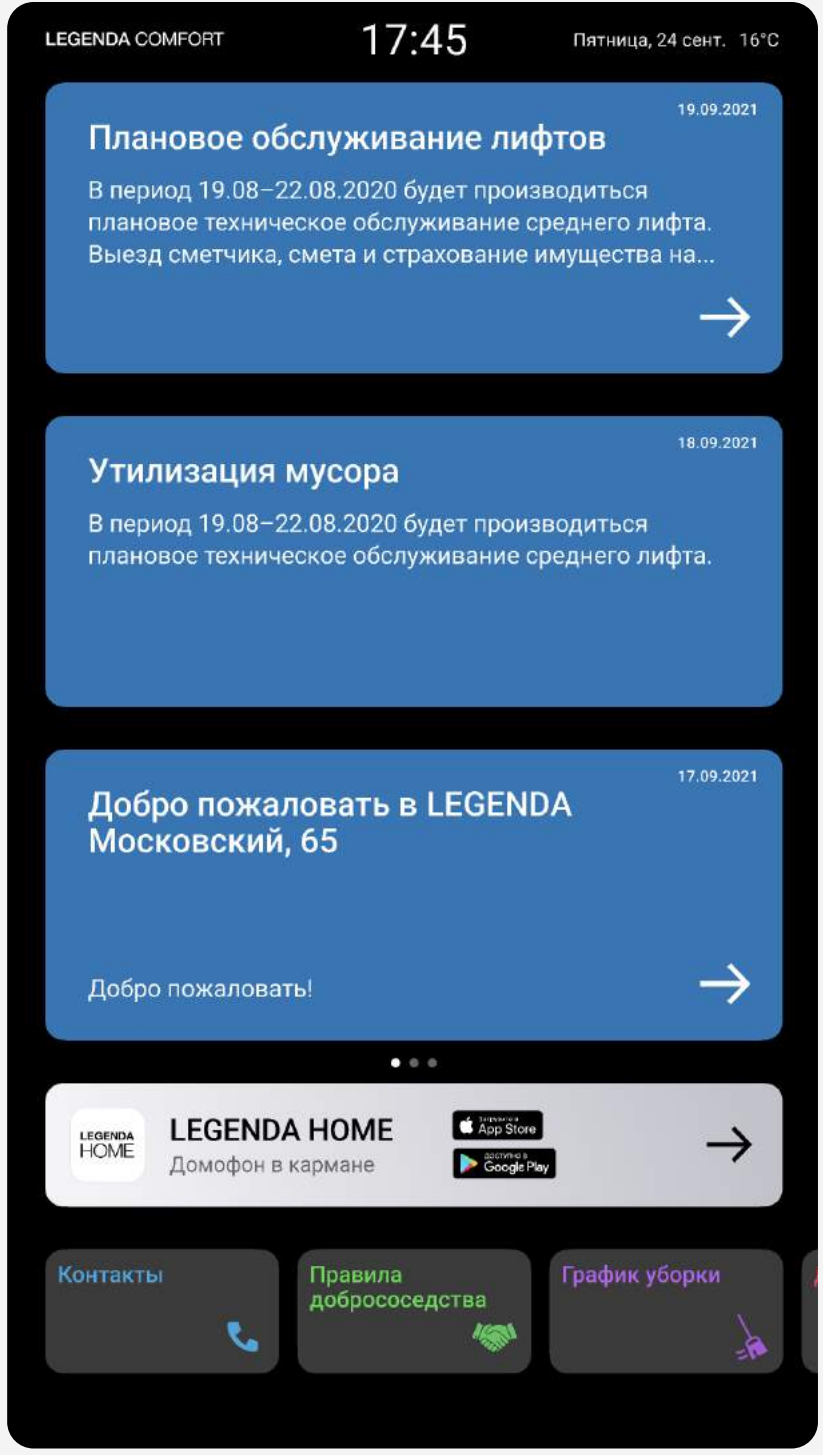 LEGENDA COMFORT
17:45
Пятница, 24 сент. 16°C
19.09.2021
Плановое обслуживание лифтов
В период 19.08–22.08.2020 будет производиться
плановое техническое обслуживание среднего лифта.
Выезд сметчика, смета и страхование имущества на...
18.09.2021
Утилизация мусора
В период 19.08–22.08.2020 будет производиться
плановое техническое обслуживание среднего лифта.
17.09.2021
Добро пожаловать в LEGENDA
Московский, 65
Добро пожаловать!
LEGENDA
HOME
LEGENDA HOME
Домофон в кармане
Загрузите в
App Store
ДОСТУПНО В
Google Play
Контакты
Правила
добрососедства
График уборки